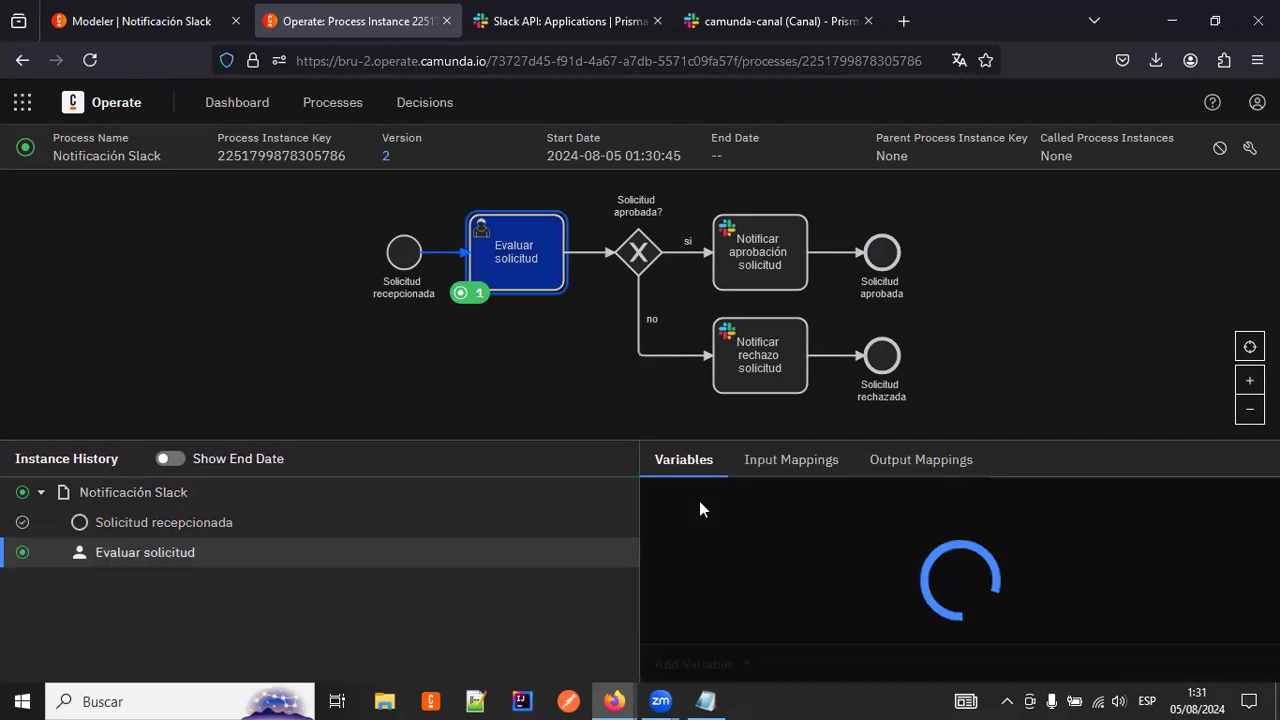 Modeler | Notificación Slack
Operate: Process Instance 2251
Slack API: Applications | Prisma
camunda-canal (Canal) - Prism
https://bru-2.operate.camunda.io/73727d45-f91d-4a67-a7db-5571c09fa57f/processes/2251799878305786
C Operate
Dashboard
Processes
Decisions
Process Name
Process Instance Key
Version
Start Date
End Date
Parent Process Instance Key
Called Process Instances
Notificación Slack
2251799878305786
2
2024-08-05 01:30:45
--
None
None
Solicitud
aprobada?
Evaluar
solicitud
si
Notificar
aprobación
solicitud
Solicitud
recepcionada
1
Solicitud
aprobada
no
Notificar
rechazo
solicitud
Solicitud
rechazada
Instance History
Show End Date
Variables
Input Mappings
Output Mappings
Notificación Slack
Solicitud recepcionada
Evaluar solicitud
Add Variable +
Buscar
zm
ESP
1:31
05/08/2024